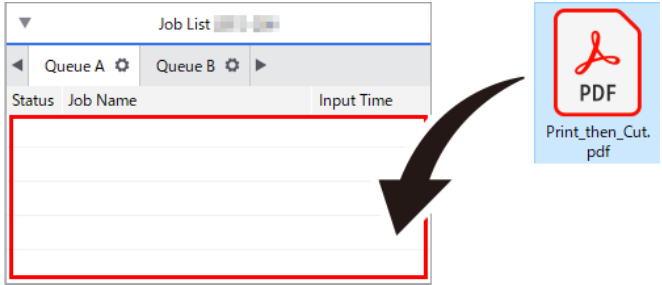 Job List
Queue A
Queue B
Status Job Name Input Time
PDF
Print_then_Cut.
pdf